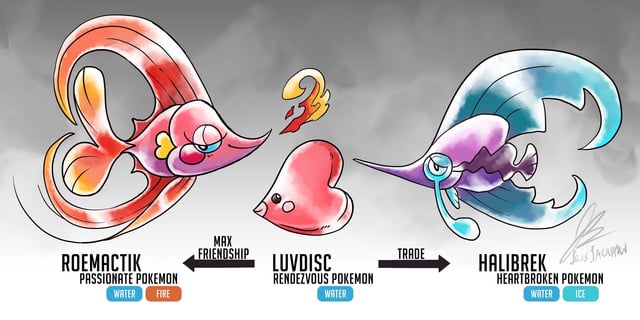 ROEMACTIK
PASSIONATE POKEMON
WATER FIRE
MAX
FRIENDSHIP
LUVDISC
RENDEZVOUS POKEMON
WATER
TRADE
HALIBREK
HEARTBROKEN POKEMON
WATER ICE